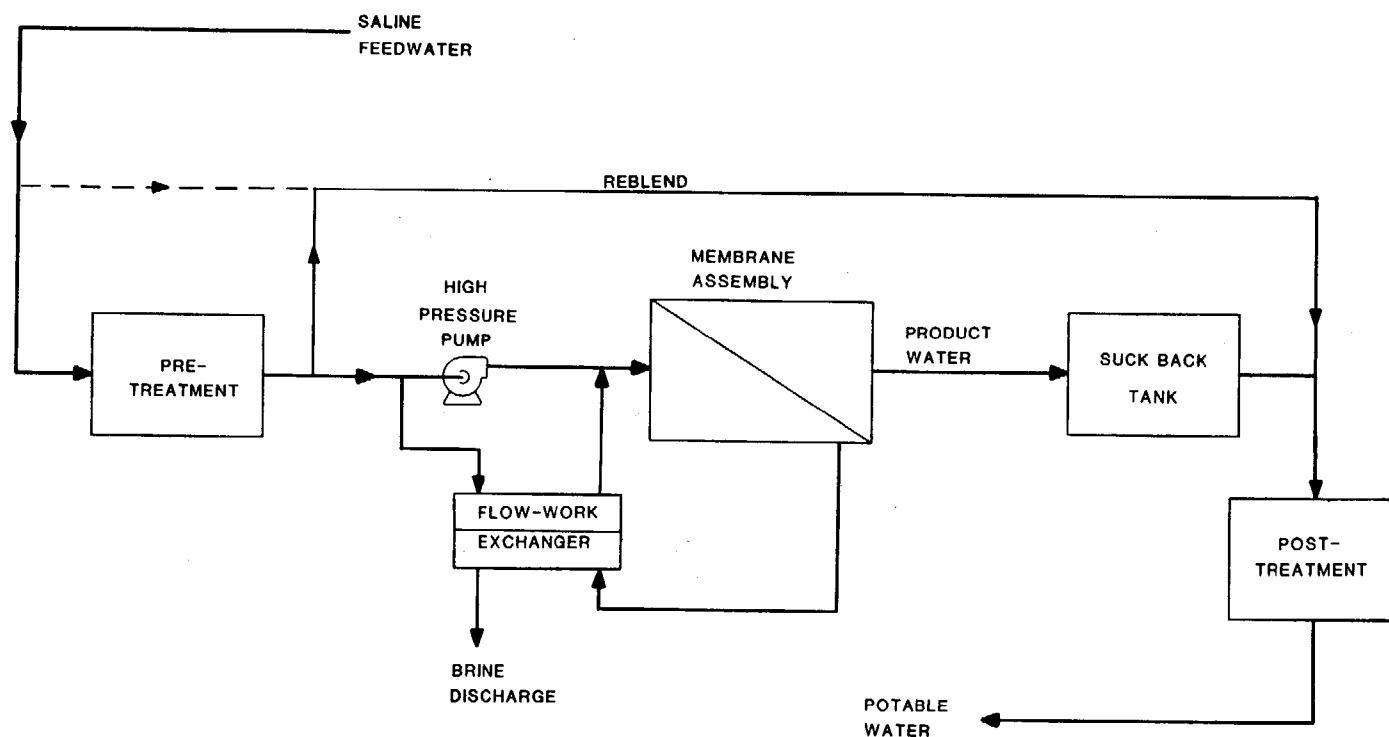 SALINE
FEEDWATER
REBLEND
MEMBRANE
ASSEMBLY
HIGH
PRESSURE
PUMP
PRE-
TREATMENT
PRODUCT
WATER
SUCK BACK
TANK
FLOW-WORK
EXCHANGER
POST-
TREATMENT
BRINE
DISCHARGE
POTABLE
WATER